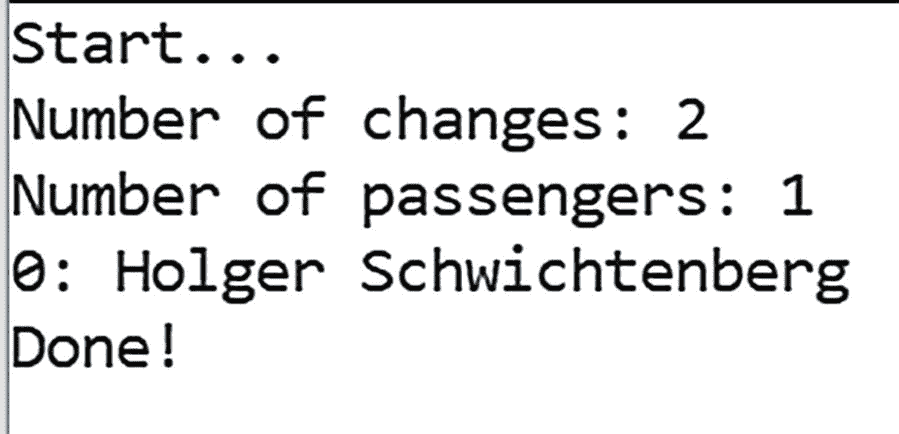 Start...
Number of changes: 2
Number of passengers: 1
0: Holger Schwichtenberg
Done!